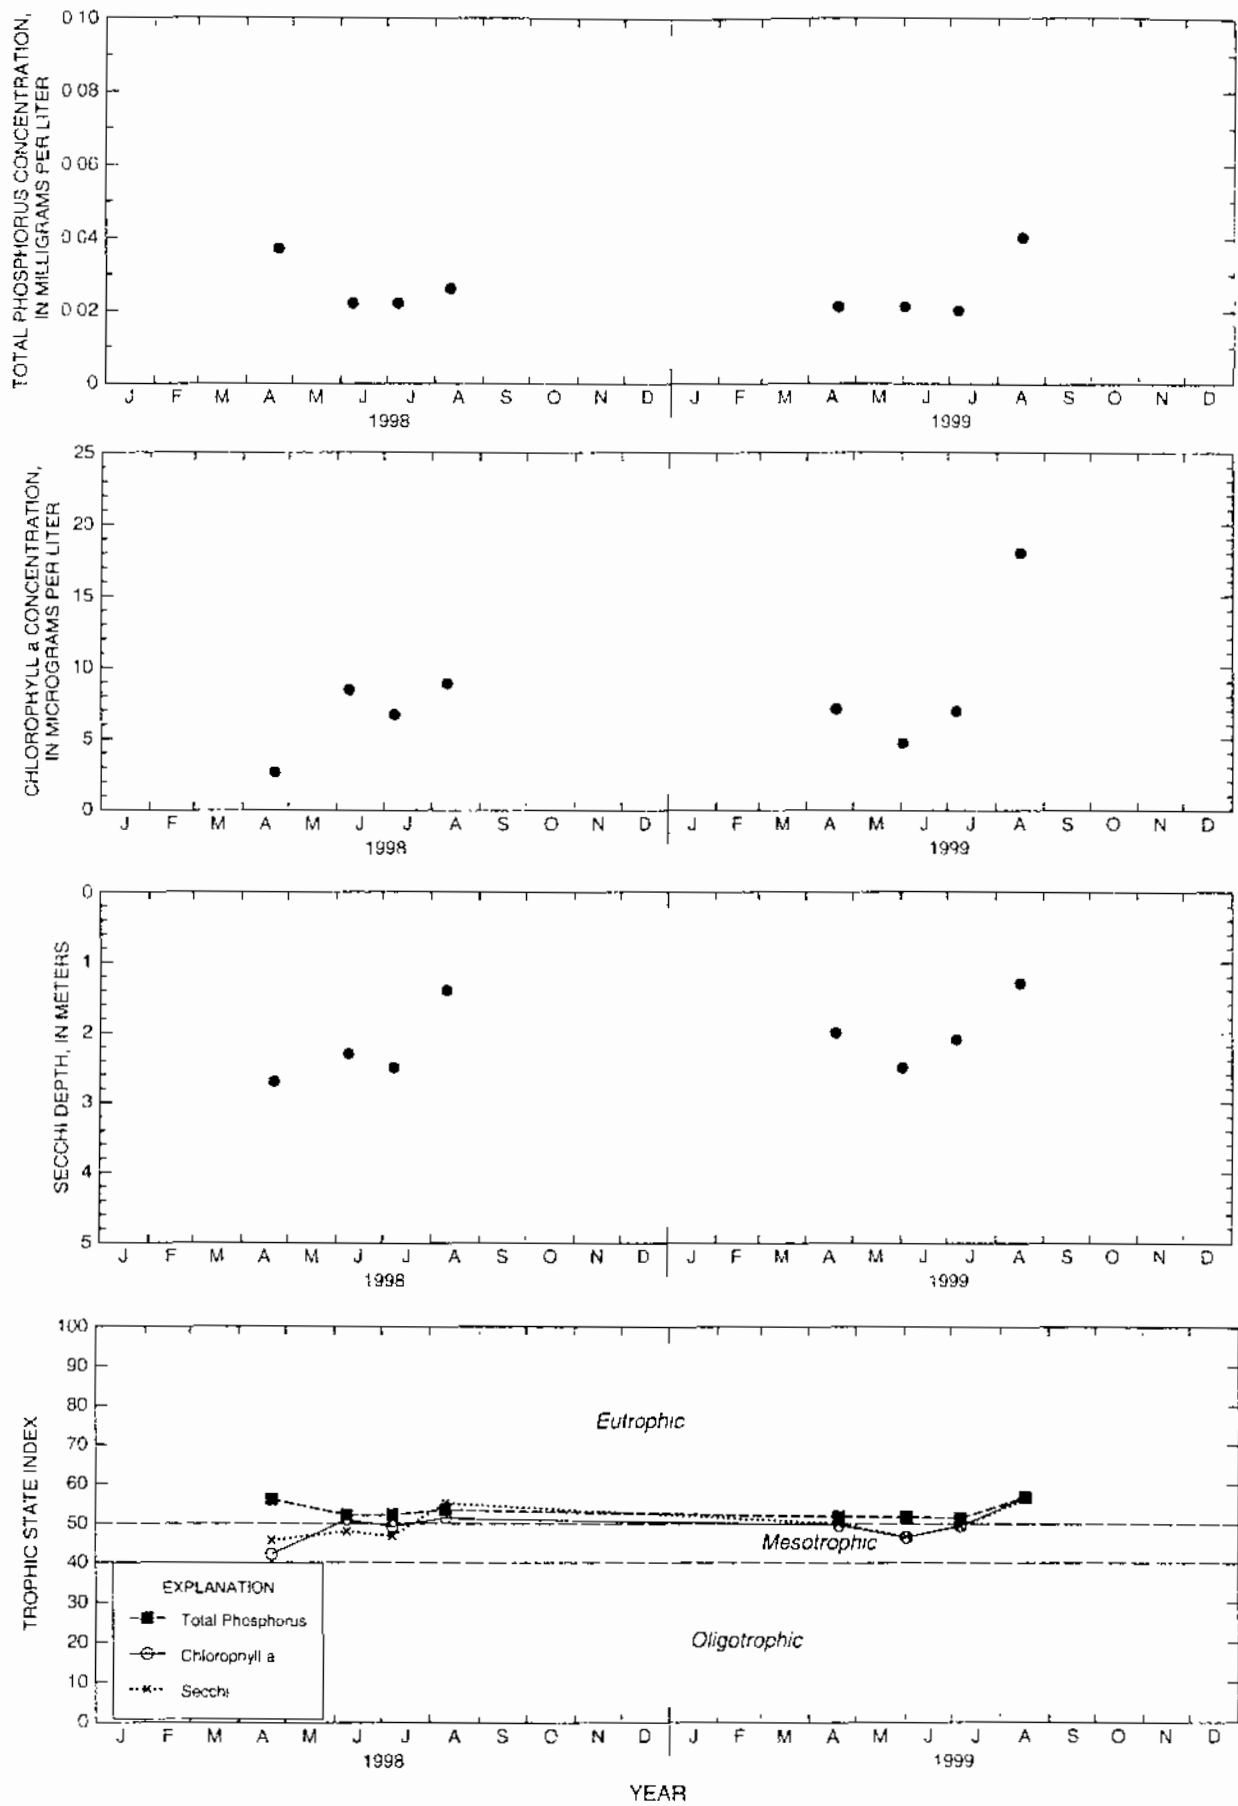 TOTAL PHOSPHORUS CONCENTRATION,
IN MILLIGRAMS PER LITER
0 10
0 08
0 06
0 04
0 02
0
J F M A M J J A S O N D J F M A M J J A S O N D
1998 1999
CHLOROPHYLL a CONCENTRATION,
IN MICROGRAMS PER LITER
25
20
15
10
5
0
J F M A M J J A S O N D J F M A M J J A S O N D
1998 1999
SECCHI DEPTH, IN METERS
0
1
2
3
4
5
J F M A M J J A S O N D J F M A M J J A S O N D
1998 1999
TROPHIC STATE INDEX
100
90
80
70
60
50
40
30
20
10
0
Eutrophic
Mesotrophic
Oligotrophic
EXPLANATION
Total Phosphorus
Chlorophyll a
Secchi
J F M A M J J A S O N D J F M A M J J A S O N D
1998 1999
YEAR